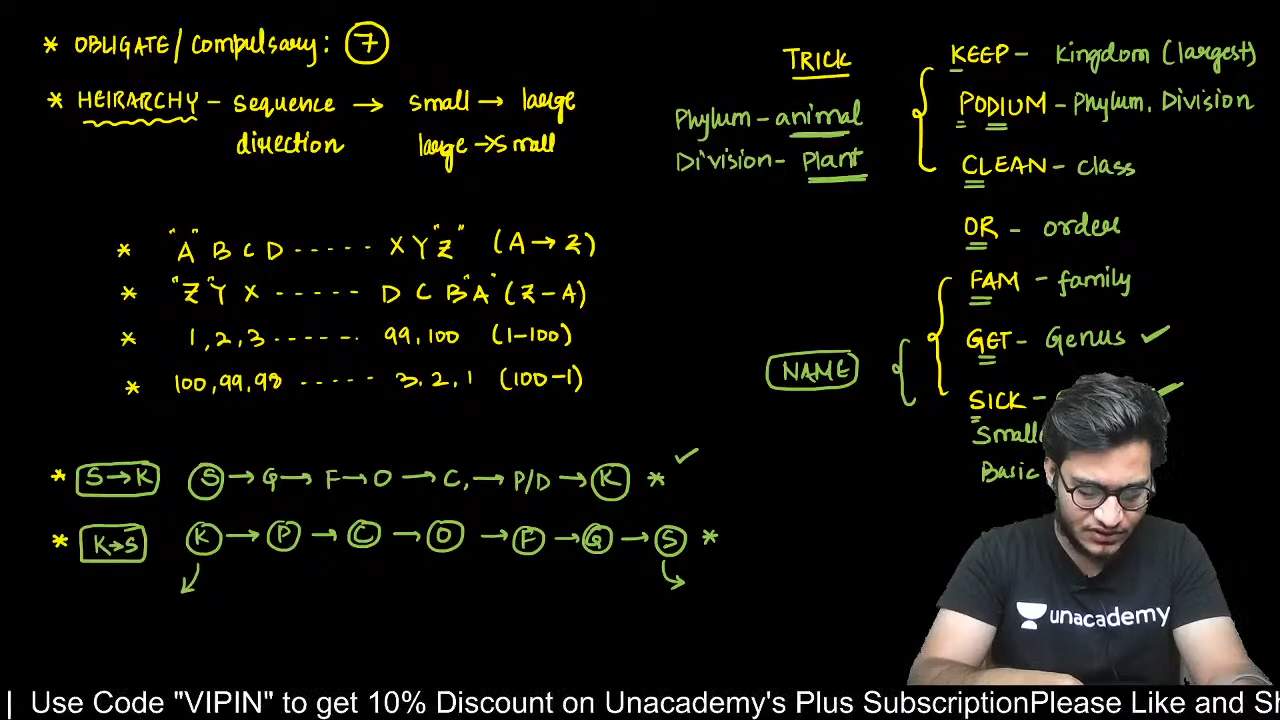 * OBLIGATE/ Compulsary: 7
* HEIRARCHY - sequence → small → large
direction large → small
"A" B C D ------ X Y "Z" (A → Z)
* "Z" Y X ------ D C B "A" (Z - A)
* 1, 2, 3 ------- 99, 100 (1-100)
* 100, 99, 98 ----- 3, 2, 1 (100-1)
* S → K S → G → F → O → C, → P/D → K *
* K → S K → P → C → O → F → G → S *
TRICK
Phylum - animal
Division - Plant
KEEP - Kingdom (largest)
PODIUM - Phylum, Division
CLEAN - class
OR - order
FAM - family
GET - Genus ✓
SICK -
Small
Basic
NAME
unacademy
| Use Code "VIPIN" to get 10% Discount on Unacademy's Plus SubscriptionPlease Like and Sh